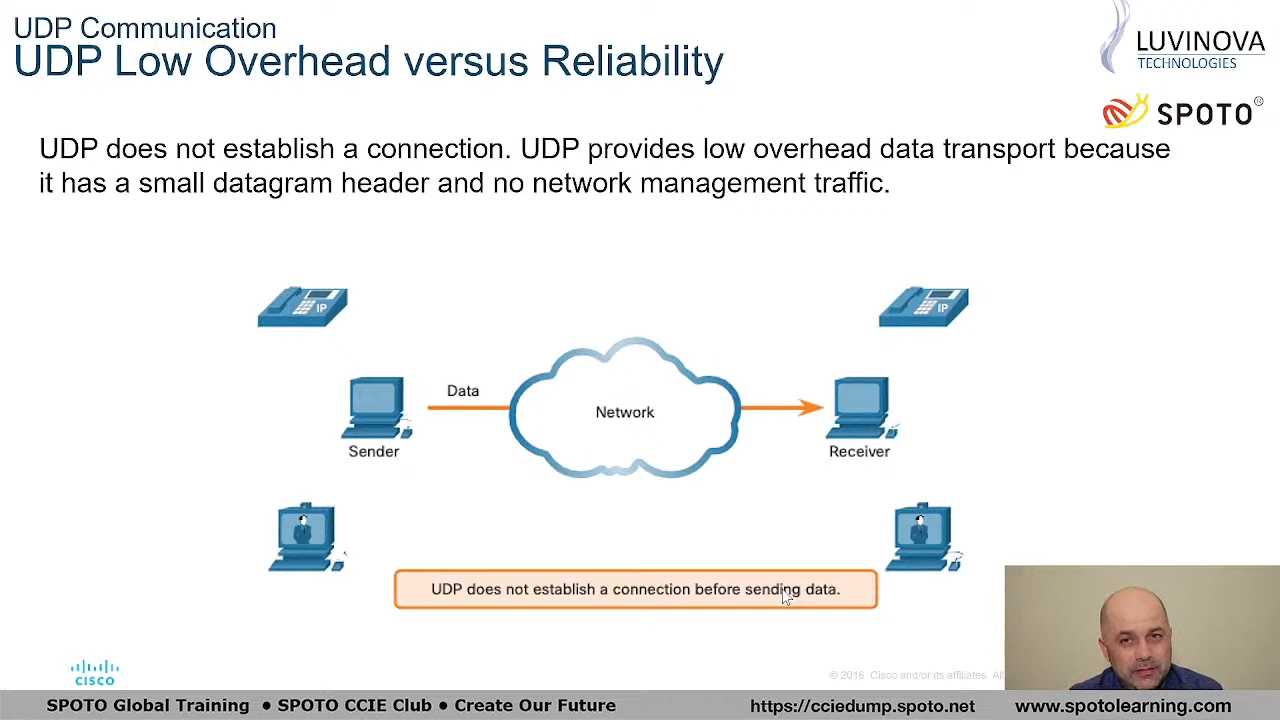 UDP Communication
UDP Low Overhead versus Reliability
LUVINOVA
TECHNOLOGIES
SPOTO®
UDP does not establish a connection. UDP provides low overhead data transport because
it has a small datagram header and no network management traffic.
IP
IP
Data
Network
Sender
Receiver
UDP does not establish a connection before sending data.
CISCO
© 2016 Cisco and/or its affiliates.
SPOTO Global Training ● SPOTO CCIE Club ● Create Our Future
https://cciedump.spoto.net
www.spotolearning.com